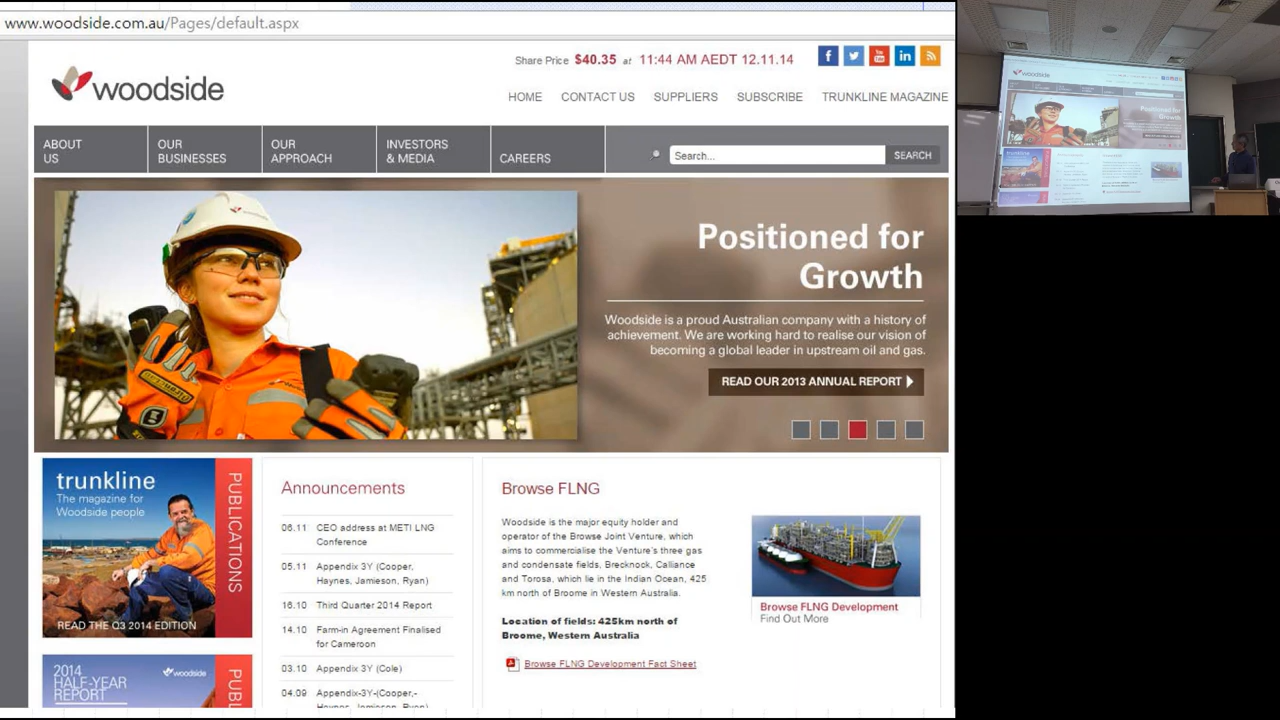 www.woodside.com.au/Pages/default.aspx
Share Price $40.35 at 11:44 AM AEDT 12.11.14
woodside
HOME CONTACT US SUPPLIERS SUBSCRIBE TRUNKLINE MAGAZINE
ABOUT
US
OUR
BUSINESSES
OUR
APPROACH
INVESTORS
& MEDIA
CAREERS
Search...
SEARCH
woodside
Positioned for
Growth
Woodside is a proud Australian company with a history of
achievement. We are working hard to realise our vision of
becoming a global leader in upstream oil and gas.
READ OUR 2013 ANNUAL REPORT
trunkline
The magazine for
Woodside people
PUBLICATIONS
READ THE Q3 2014 EDITION
2014
HALF-YEAR
REPORT
woodside
PUBL
Announcements
06.11 CEO address at METI LNG
Conference
05.11 Appendix 3Y (Cooper,
Haynes, Jamieson, Ryan)
16.10 Third Quarter 2014 Report
14.10 Farm-in Agreement Finalised
for Cameroon
03.10 Appendix 3Y (Cole)
04.09 Appendix-3Y-(Cooper,-
Haynes, Jamieson, Ryan)
Browse FLNG
Woodside is the major equity holder and
operator of the Browse Joint Venture, which
aims to commercialise the Venture's three gas
and condensate fields, Brecknock, Calliance
and Torosa, which lie in the Indian Ocean, 425
km north of Broome in Western Australia.
Location of fields: 425km north of
Broome, Western Australia
Browse FLNG Development Fact Sheet
Browse FLNG Development
Find Out More
woodside
Positioned for
Growth
trunkline